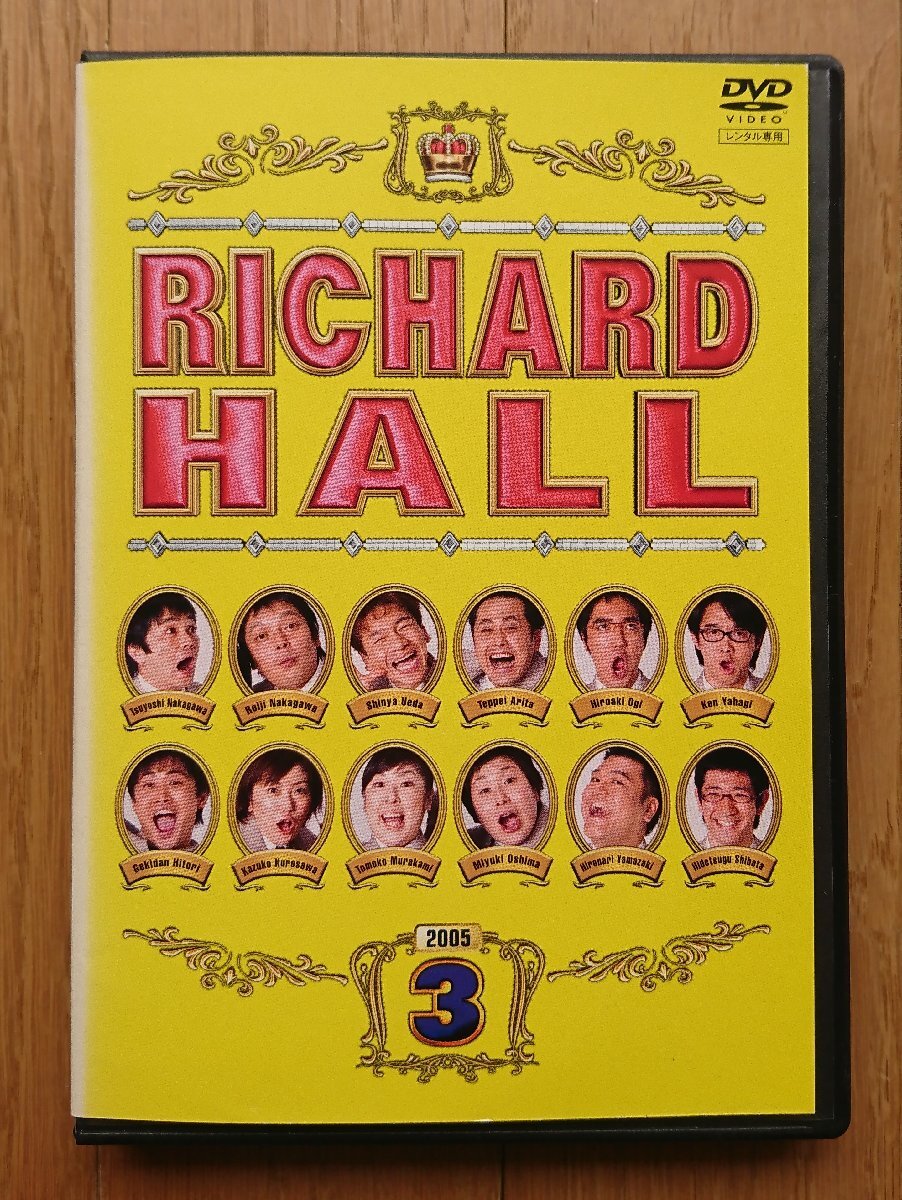 DVD
VIDEO
レンタル専用
RICHARD
HALL
Tsuyoshi Nakagawa
Reiji Nakagawa
Shinya Ueda
Teppei Arita
Hiroaki Ogi
Ken Yahagi
Gekidan Hitori
Kazuko Kurosawa
Tomoko Murakami
Miyuki Oshima
Hironari Yamazaki
Hidetsugu Shibata
2005
3